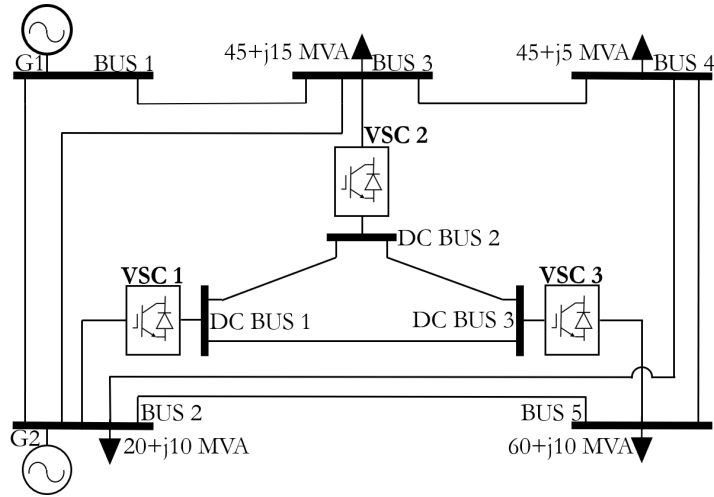 45+j15 MVA
45+j5 MVA
G1
BUS 1
BUS 3
BUS 4
VSC 2
DC BUS 2
VSC 1
VSC 3
DC BUS 1
DC BUS 3
BUS 2
BUS 5
G2
20+j10 MVA
60+j10 MVA